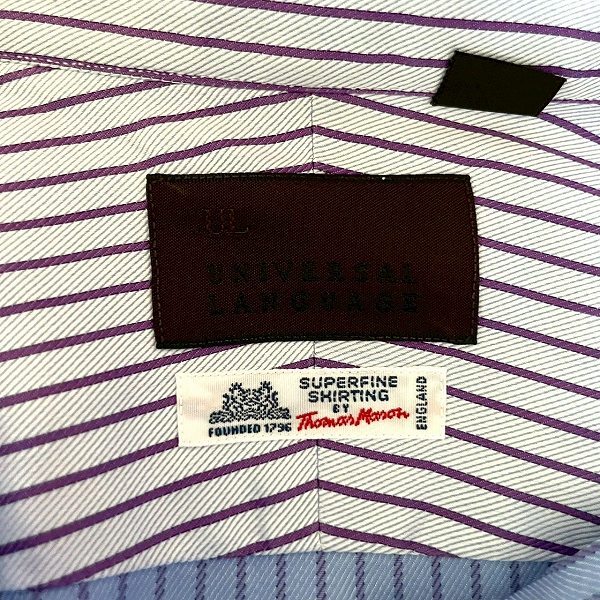 UL
UNIVERSAL
LANGUAGE
SUPERFINE
SHIRTING
BY
Thomas Mason
FOUNDED 1796
ENGLAND